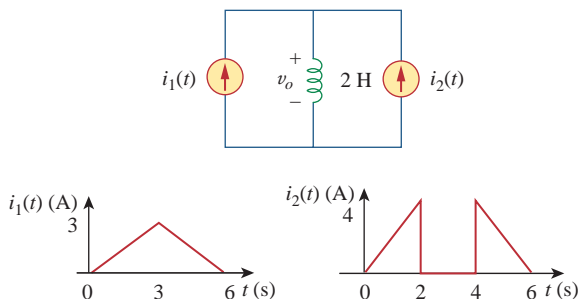 +
i1(t) vo 2 H i2(t)
−
i1(t) (A)
3
0 3 6 t (s)
i2(t) (A)
4
0 2 4 6 t (s)